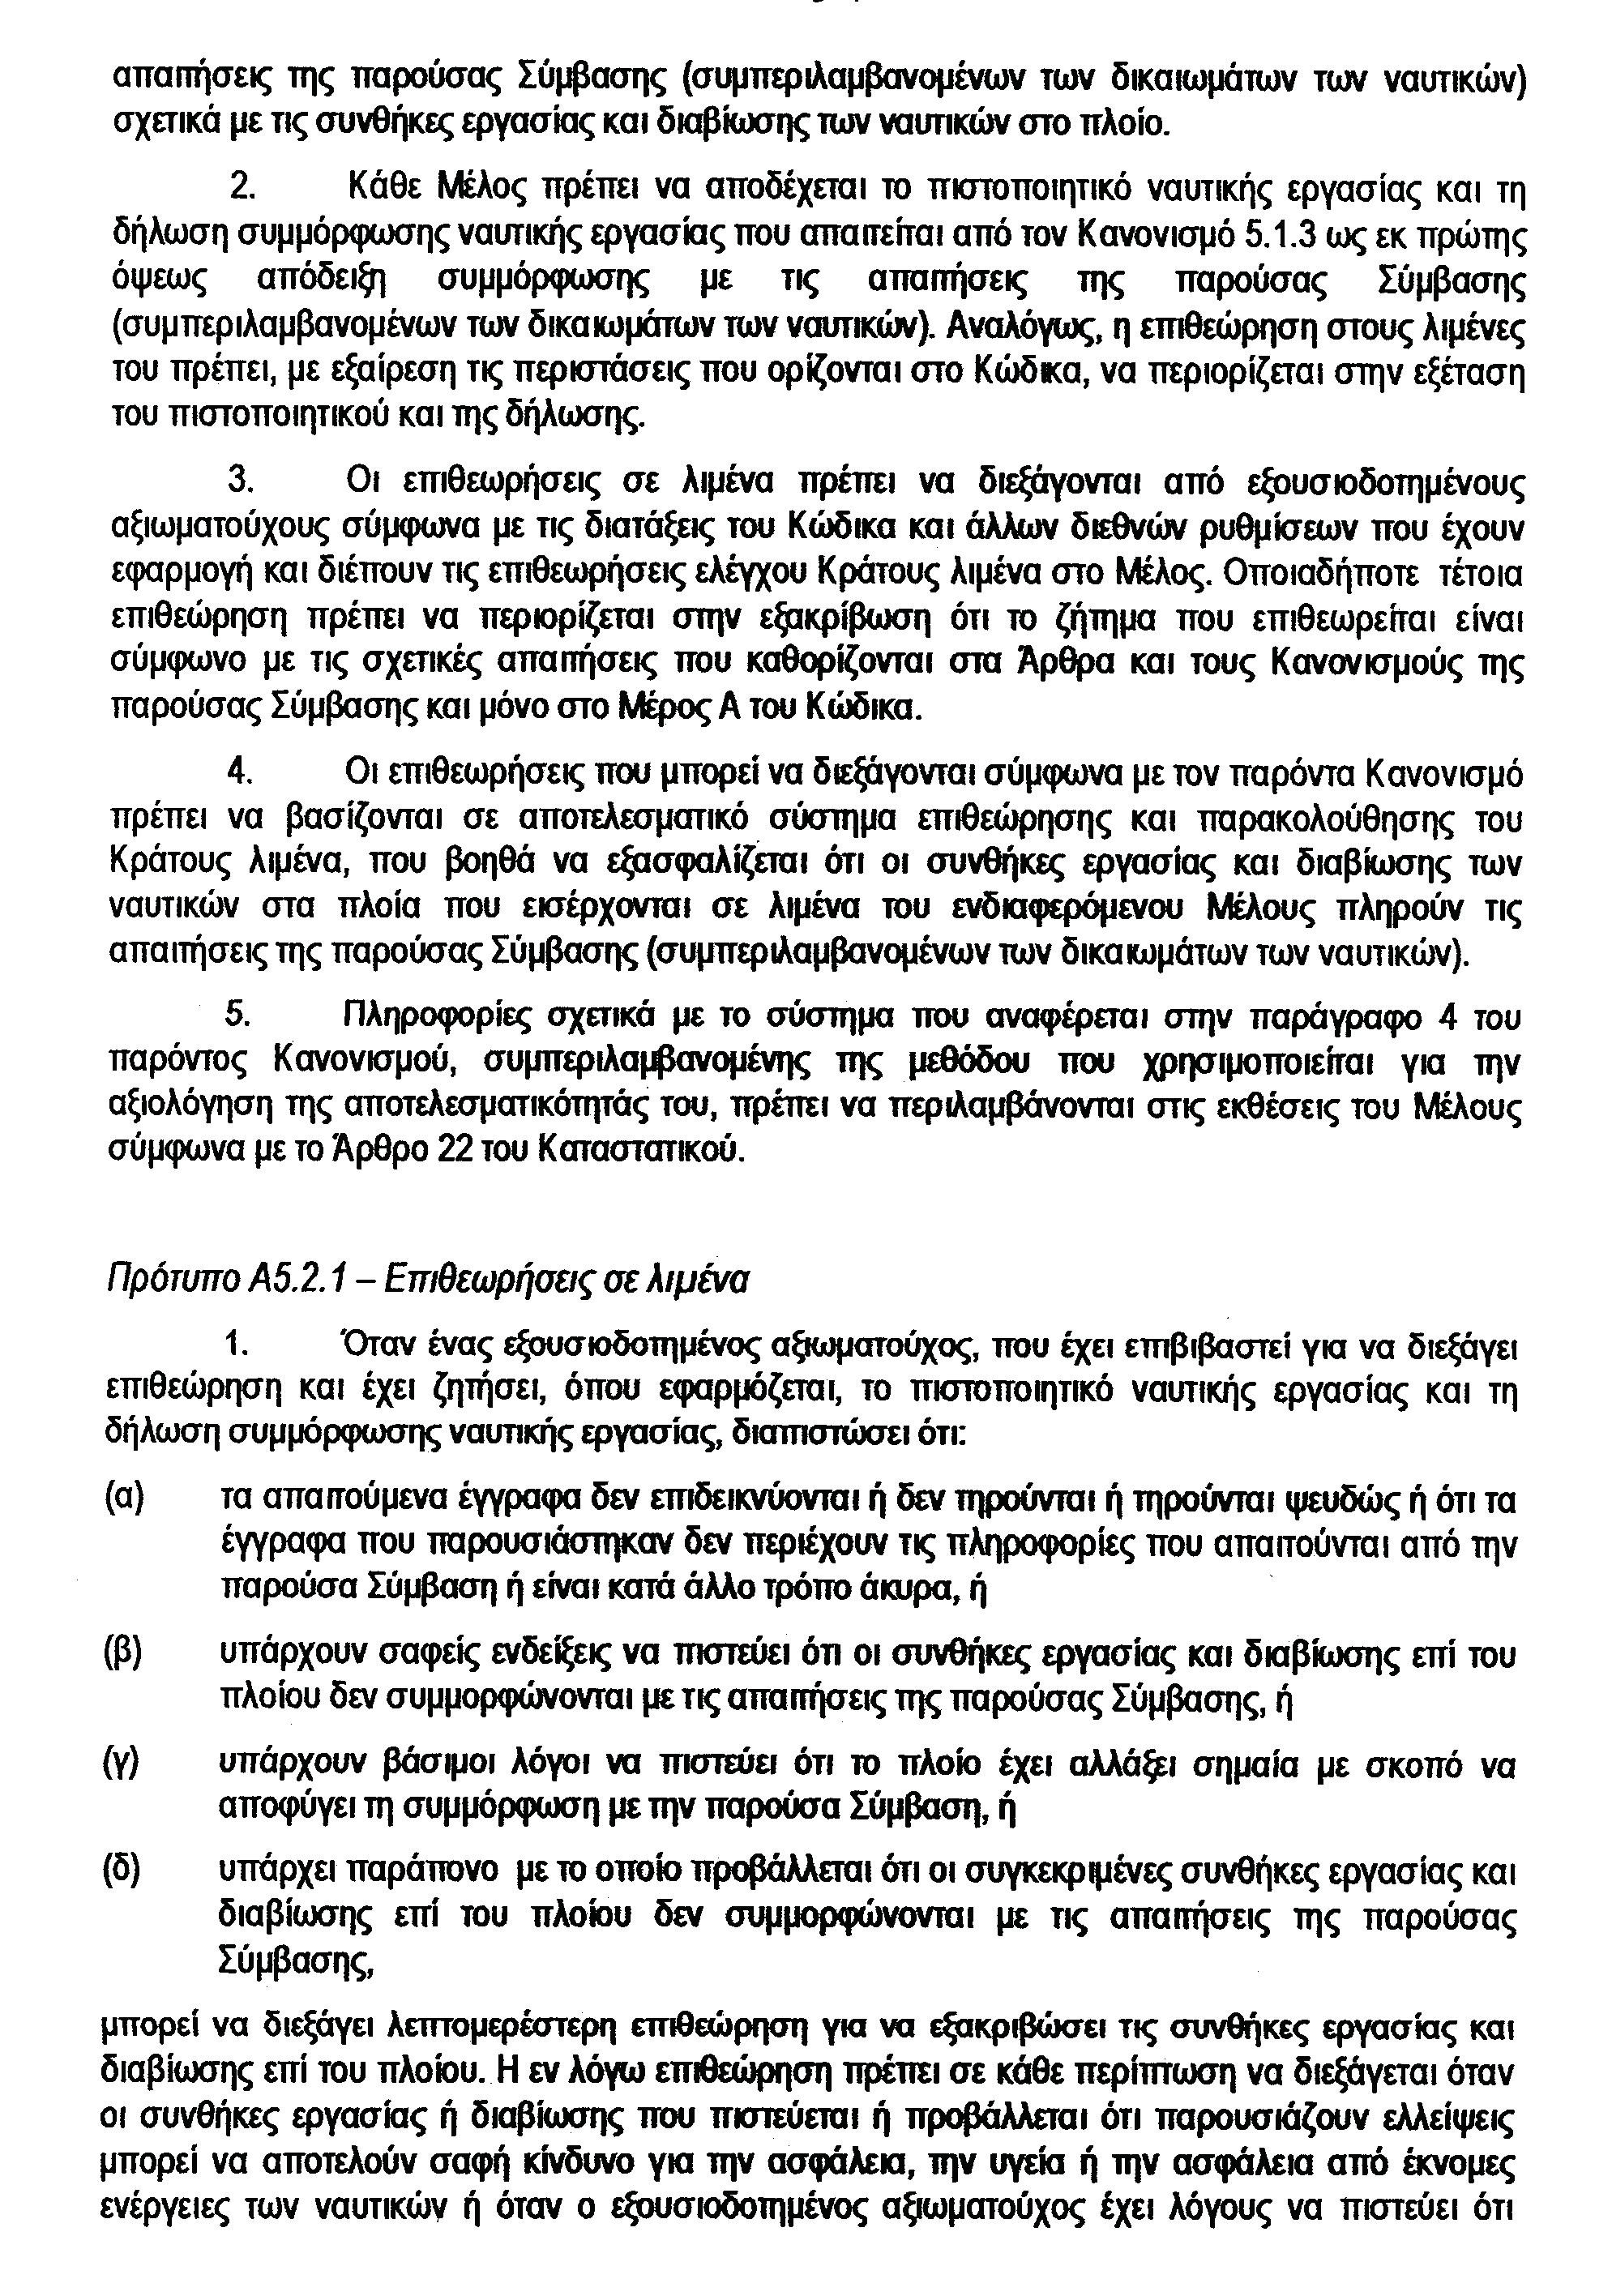 απαιτήσεις της παρούσας Σύμβασης (συμπεριλαμβανομένων των δικαιωμάτων των ναυτικών)
σχετικά με τις συνθήκες εργασίας και διαβίωσης των ναυτικών στο πλοίο.
2. Κάθε Μέλος πρέπει να αποδέχεται το πιστοποιητικό ναυτικής εργασίας και τη
δήλωση συμμόρφωσης ναυτικής εργασίας που απαιτείται από τον Κανονισμό 5.1.3 ως εκ πρώτης
όψεως απόδειξη συμμόρφωσης με τις απαιτήσεις της παρούσας Σύμβασης
(συμπεριλαμβανομένων των δικαιωμάτων των ναυτικών). Αναλόγως, η επιθεώρηση στους λιμένες
του πρέπει, με εξαίρεση τις περιστάσεις που ορίζονται στο Κώδικα, να περιορίζεται στην εξέταση
του πιστοποιητικού και της δήλωσης.
3. Οι επιθεωρήσεις σε λιμένα πρέπει να διεξάγονται από εξουσιοδοτημένους
αξιωματούχους σύμφωνα με τις διατάξεις του Κώδικα και άλλων διεθνών ρυθμίσεων που έχουν
εφαρμογή και διέπουν τις επιθεωρήσεις ελέγχου Κράτους λιμένα στο Μέλος. Οποιαδήποτε τέτοια
επιθεώρηση πρέπει να περιορίζεται στην εξακρίβωση ότι το ζήτημα που επιθεωρείται είναι
σύμφωνο με τις σχετικές απαιτήσεις που καθορίζονται στα Άρθρα και τους Κανονισμούς της
παρούσας Σύμβασης και μόνο στο Μέρος Α του Κώδικα.
4. Οι επιθεωρήσεις που μπορεί να διεξάγονται σύμφωνα με τον παρόντα Κανονισμό
πρέπει να βασίζονται σε αποτελεσματικό σύστημα επιθεώρησης και παρακολούθησης του
Κράτους λιμένα, που βοηθά να εξασφαλίζεται ότι οι συνθήκες εργασίας και διαβίωσης των
ναυτικών στα πλοία που εισέρχονται σε λιμένα του ενδιαφερόμενου Μέλους πληρούν τις
απαιτήσεις της παρούσας Σύμβασης (συμπεριλαμβανομένων των δικαιωμάτων των ναυτικών).
5. Πληροφορίες σχετικά με το σύστημα που αναφέρεται στην παράγραφο 4 του
παρόντος Κανονισμού, συμπεριλαμβανομένης της μεθόδου που χρησιμοποιείται για την
αξιολόγηση της αποτελεσματικότητάς του, πρέπει να περιλαμβάνονται στις εκθέσεις του Μέλους
σύμφωνα με το Άρθρο 22 του Καταστατικού.
Πρότυπο Α5.2.1 – Επιθεωρήσεις σε λιμένα
1. Όταν ένας εξουσιοδοτημένος αξιωματούχος, που έχει επιβιβαστεί για να διεξάγει
επιθεώρηση και έχει ζητήσει, όπου εφαρμόζεται, το πιστοποιητικό ναυτικής εργασίας και τη
δήλωση συμμόρφωσης ναυτικής εργασίας, διαπιστώσει ότι:
(α) τα απαιτούμενα έγγραφα δεν επιδεικνύονται ή δεν τηρούνται ή τηρούνται ψευδώς ή ότι τα
έγγραφα που παρουσιάστηκαν δεν περιέχουν τις πληροφορίες που απαιτούνται από την
παρούσα Σύμβαση ή είναι κατά άλλο τρόπο άκυρα, ή
(β) υπάρχουν σαφείς ενδείξεις να πιστεύει ότι οι συνθήκες εργασίας και διαβίωσης επί του
πλοίου δεν συμμορφώνονται με τις απαιτήσεις της παρούσας Σύμβασης, ή
(γ) υπάρχουν βάσιμοι λόγοι να πιστεύει ότι το πλοίο έχει αλλάξει σημαία με σκοπό να
αποφύγει τη συμμόρφωση με την παρούσα Σύμβαση, ή
(δ) υπάρχει παράπονο με το οποίο προβάλλεται ότι οι συγκεκριμένες συνθήκες εργασίας και
διαβίωσης επί του πλοίου δεν συμμορφώνονται με τις απαιτήσεις της παρούσας
Σύμβασης,
μπορεί να διεξάγει λεπτομερέστερη επιθεώρηση για να εξακριβώσει τις συνθήκες εργασίας και
διαβίωσης επί του πλοίου. Η εν λόγω επιθεώρηση πρέπει σε κάθε περίπτωση να διεξάγεται όταν
οι συνθήκες εργασίας ή διαβίωσης που πιστεύεται ή προβάλλεται ότι παρουσιάζουν ελλείψεις
μπορεί να αποτελούν σαφή κίνδυνο για την ασφάλεια, την υγεία ή την ασφάλεια από έκνομες
ενέργειες των ναυτικών ή όταν ο εξουσιοδοτημένος αξιωματούχος έχει λόγους να πιστεύει ότι